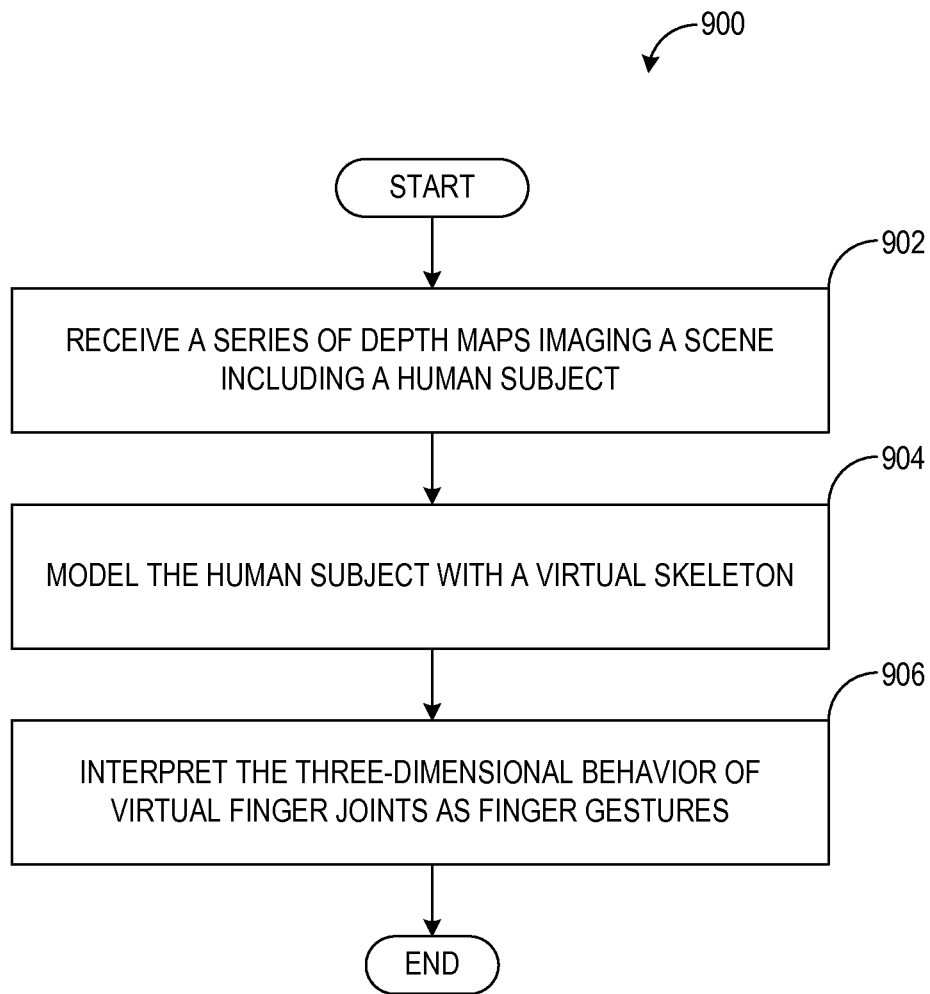 900
START
902
RECEIVE A SERIES OF DEPTH MAPS IMAGING A SCENE
INCLUDING A HUMAN SUBJECT
904
MODEL THE HUMAN SUBJECT WITH A VIRTUAL SKELETON
906
INTERPRET THE THREE-DIMENSIONAL BEHAVIOR OF
VIRTUAL FINGER JOINTS AS FINGER GESTURES
END